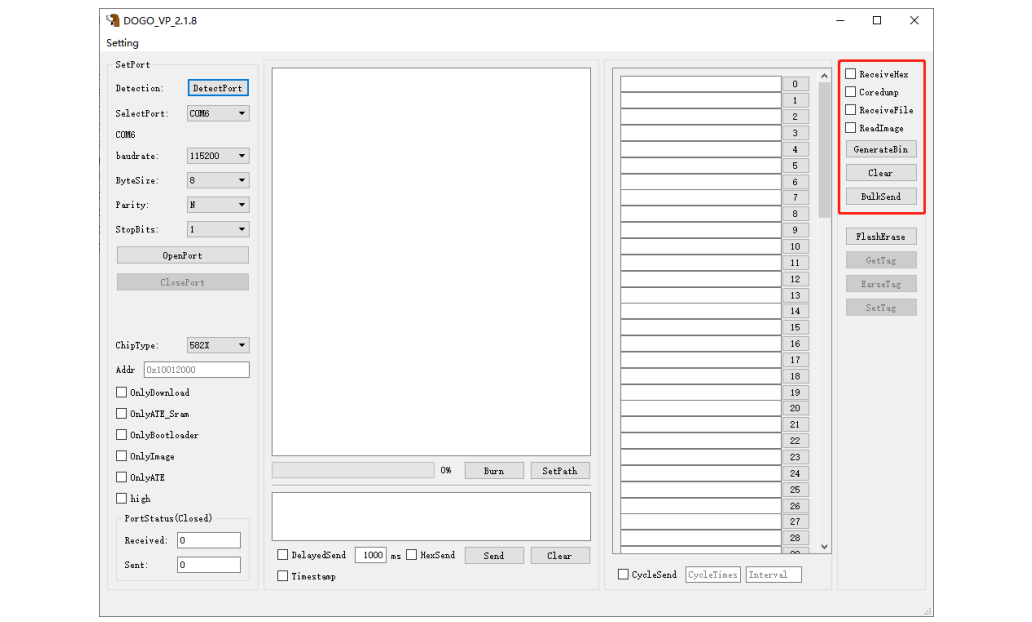 DOGO_VP_2.1.8
Setting
SetPort
Detection: DetectPort
SelectPort: COM6
COM6
baudrate: 115200
ByteSize: 8
Parity: N
StopBits: 1
OpenPort
ClosePort
ChipType: 582X
Addr 0x10012000
OnlyDownload
OnlyATE_Sram
OnlyBootloader
OnlyImage
OnlyATE
high
PortStatus(Closed)
Received: 0
Sent: 0
0% Burn SetPath
DelayedSend 1000 ms HexSend Send Clear
Timestamp
0
1
2
3
4
5
6
7
8
9
10
11
12
13
14
15
16
17
18
19
20
21
22
23
24
25
26
27
28
29
CycleSend CycleTimes Interval
ReceiveHex
Coredump
ReceiveFile
ReadImage
GenerateBin
Clear
BulkSend
FlashErase
GetTag
EarseTag
SetTag